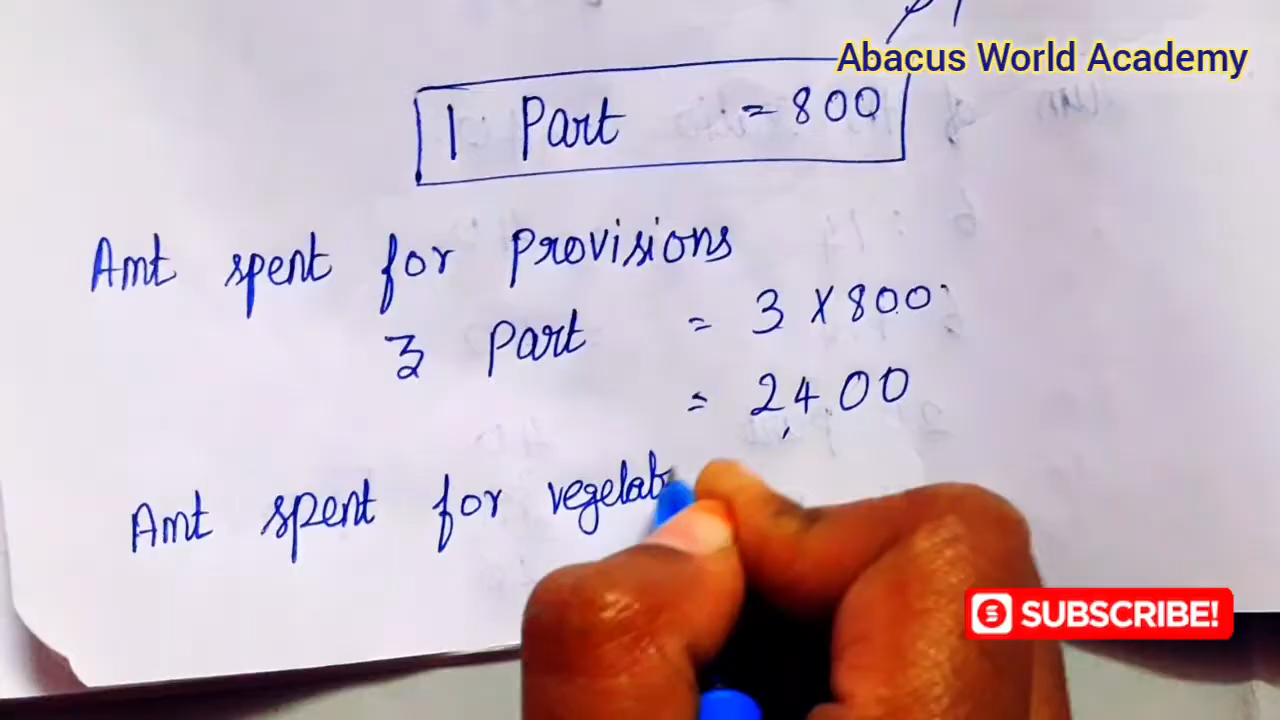 Abacus World Academy
1 Part = 800
Amt spent for provisions
3 Part = 3 X 800
= 2400
Amt spent for vegetab
SUBSCRIBE!